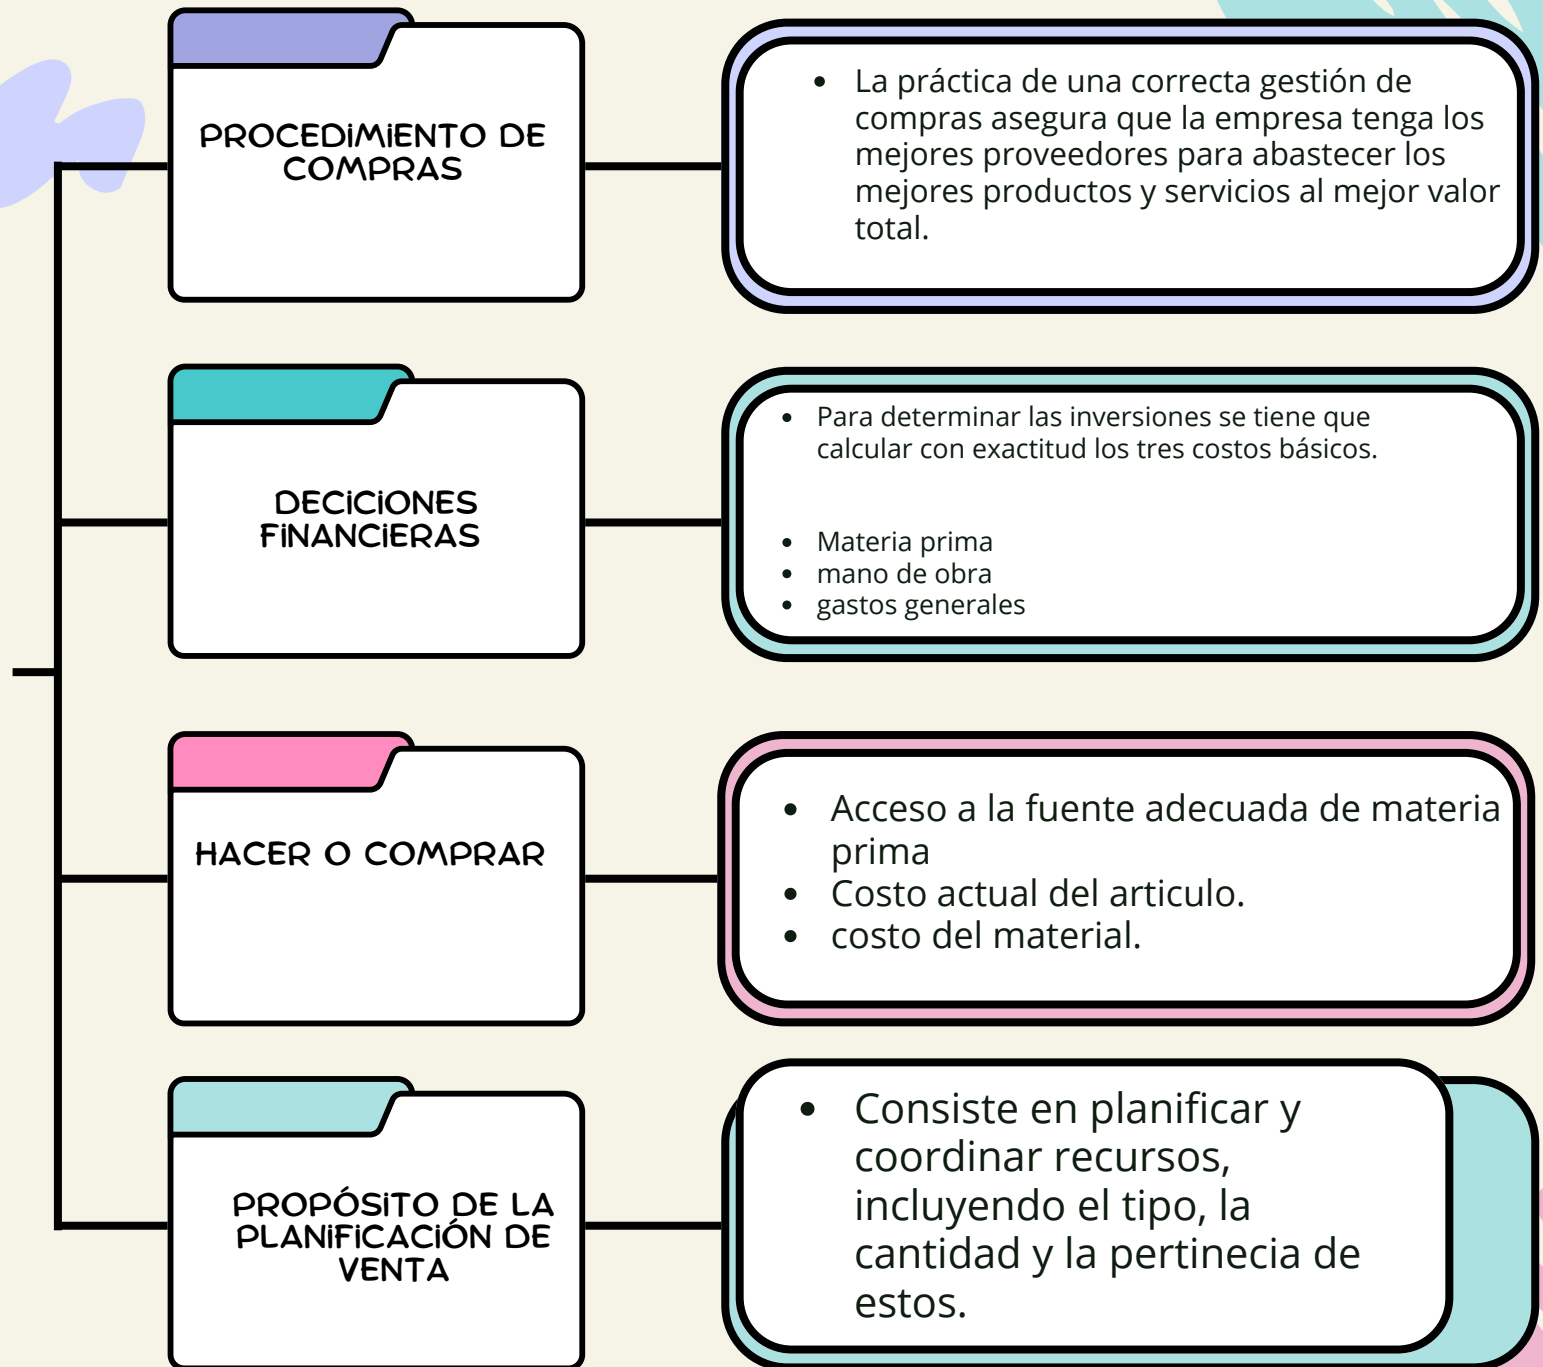 PROCEDIMIENTO DE
COMPRAS
• La práctica de una correcta gestión de
compras asegura que la empresa tenga los
mejores proveedores para abastecer los
mejores productos y servicios al mejor valor
total.
DECICIONES
FINANCIERAS
• Para determinar las inversiones se tiene que
calcular con exactitud los tres costos básicos.
• Materia prima
• mano de obra
• gastos generales
HACER O COMPRAR
• Acceso a la fuente adecuada de materia
prima
• Costo actual del articulo.
• costo del material.
PROPÓSITO DE LA
PLANIFICACIÓN DE
VENTA
• Consiste en planificar y
coordinar recursos,
incluyendo el tipo, la
cantidad y la pertinecia de
estos.